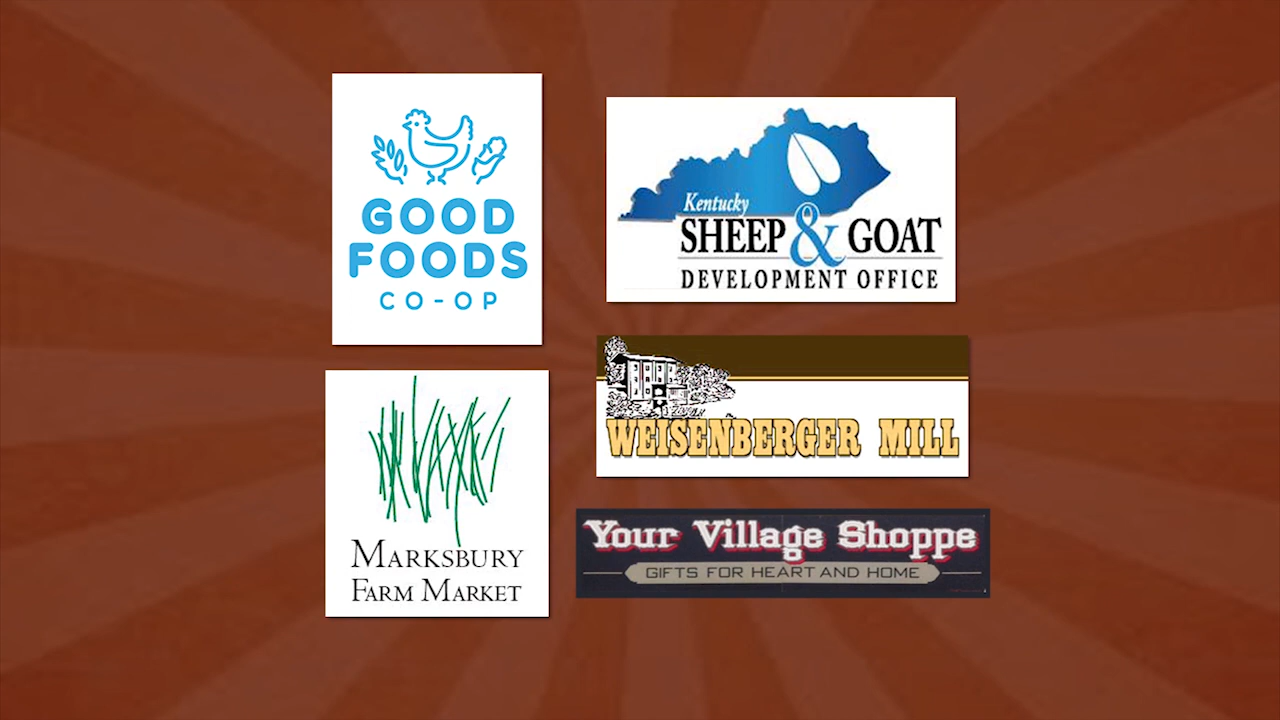 GOOD
FOODS
CO-OP
Kentucky
SHEEP & GOAT
DEVELOPMENT OFFICE
WEISENBERGER MILL
MARKSBURY
FARM MARKET
Your Village Shoppe
GIFTS FOR HEART AND HOME